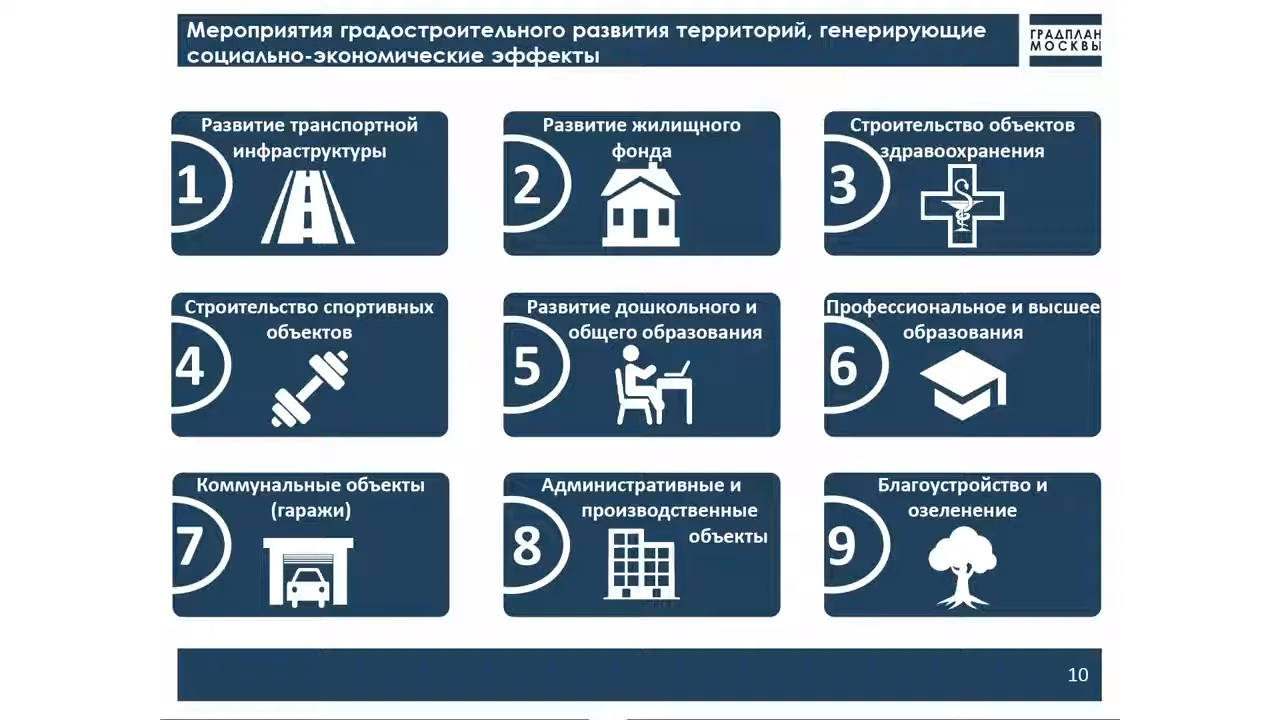 Мероприятия градостроительного развития территорий, генерирующие
социально-экономические эффекты
ГРАДПЛАН
МОСКВЫ
Развитие транспортной
инфраструктуры
1
Развитие жилищного
фонда
2
Строительство объектов
здравоохранения
3
Строительство спортивных
объектов
4
Развитие дошкольного и
общего образования
5
Профессиональное и высшее
образования
6
Коммунальные объекты
(гаражи)
7
Административные и
производственные
объекты
8
Благоустройство и
озеленение
9
10